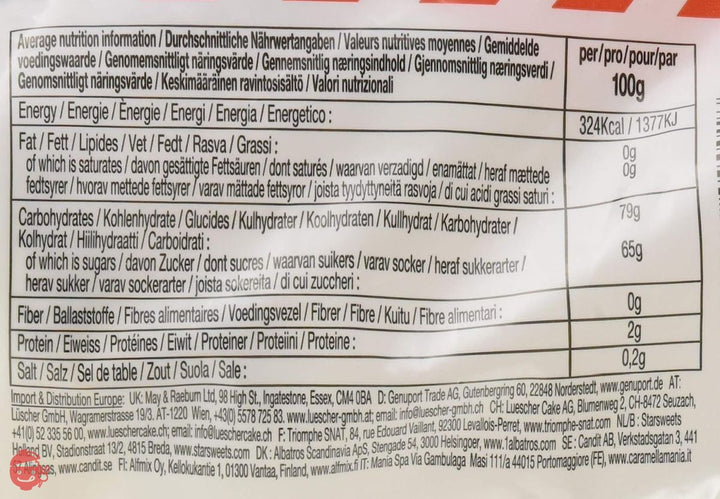 Average nutrition information / Durchschnittliche Nährwertangaben / Valeurs nutritives moyennes / Gemiddelde
voedingswaarde / Genomemsnittligt näringsvärde / Gennemsnitlig næringsindhold / Gjennomsnittlig næringsverdi /
Genomsnittligt näringsvärde / Keskimääräinen ravintosisältö / Valori nutrizionali
per/pro/pour/par
100g
Energy / Energie / Ènergie / Energi / Energia / Energetico :
324Kcal / 1377KJ
Fat / Fett / Lipides / Vet / Fedt / Rasva / Grassi :
0g
of which is saturates / davon gesättigte Fettsäuren / dont saturés / waarvan verzadigd / enamättat / heraf mættede
0g
fedtsyrer / hvorav mettede fettsyrer / varav mättade fettsyror / joista tyydyttyneitä rasvoja / di cui acidi grassi saturi :
Carbohydrates / Kohlenhydrate / Glucides / Kulhydrater / Koolhydraten / Kullhydrat / Karbohydrater /
79g
Kolhydrat / Hiilihydraatti / Carboidrati :
of which is sugars / davon Zucker / dont sucres / waarvan suikers / varav socker / heraf sukkerarter /
65g
herav sukker / varav sockerarter / joista sokereita / di cui zuccheri :
Fiber / Ballaststoffe / Fibres alimentaires / Voedingsvezel / Fibrer / Fibre / Kuitu / Fibre alimentari :
0g
Protein / Eiweiss / Protéines / Eiwit / Proteiner / Proteiini / Proteine :
2g
Salt / Salz / Sel de table / Zout / Suola / Sale :
0,2g
Import & Distribution Europe: UK: May & Raeburn Ltd, 98 High St., Ingatestone, Essex, CM4 0BA D: Genuport Trade AG, Gutenbergring 60, 22848 Norderstedt, www.genuport.de AT:
Lüscher GmbH, Wagramerstrasse 19/3. AT-1220 Wien, +43(0) 5578 725 83. www.luescher-gmbh.at; email: info@luescher-gmbh.ch CH: Luescher Cake AG, Blumenweg 2, CH-8472 Seuzach,
+41(0) 52 335 56 00, www.lueschercake.ch; email: info@lueschercake.ch F: Triomphe SNAT, 84, rue Edouard Vaillant, 92300 Levallois-Perret, www.triomphe-snat.com NL/B : Starsweets
Holland BV, Stadionstraat 13/2, 4815 Breda, www.starsweets.com DK : Albatros Scandinavia ApS, Stengade 54, 3000 Helsingoer, www.1albatros.com SE : Candit AB, Verkstadsgatan 3, 441
www.candit.se FI: Alfmix Oy, Kellokukantie 1, 01300 Vantaa, Finland, www.alfmix.fi IT: Mania Spa Via Gambulaga Masi 111/a 44015 Portomaggiore (FE), www.caramellamania.it